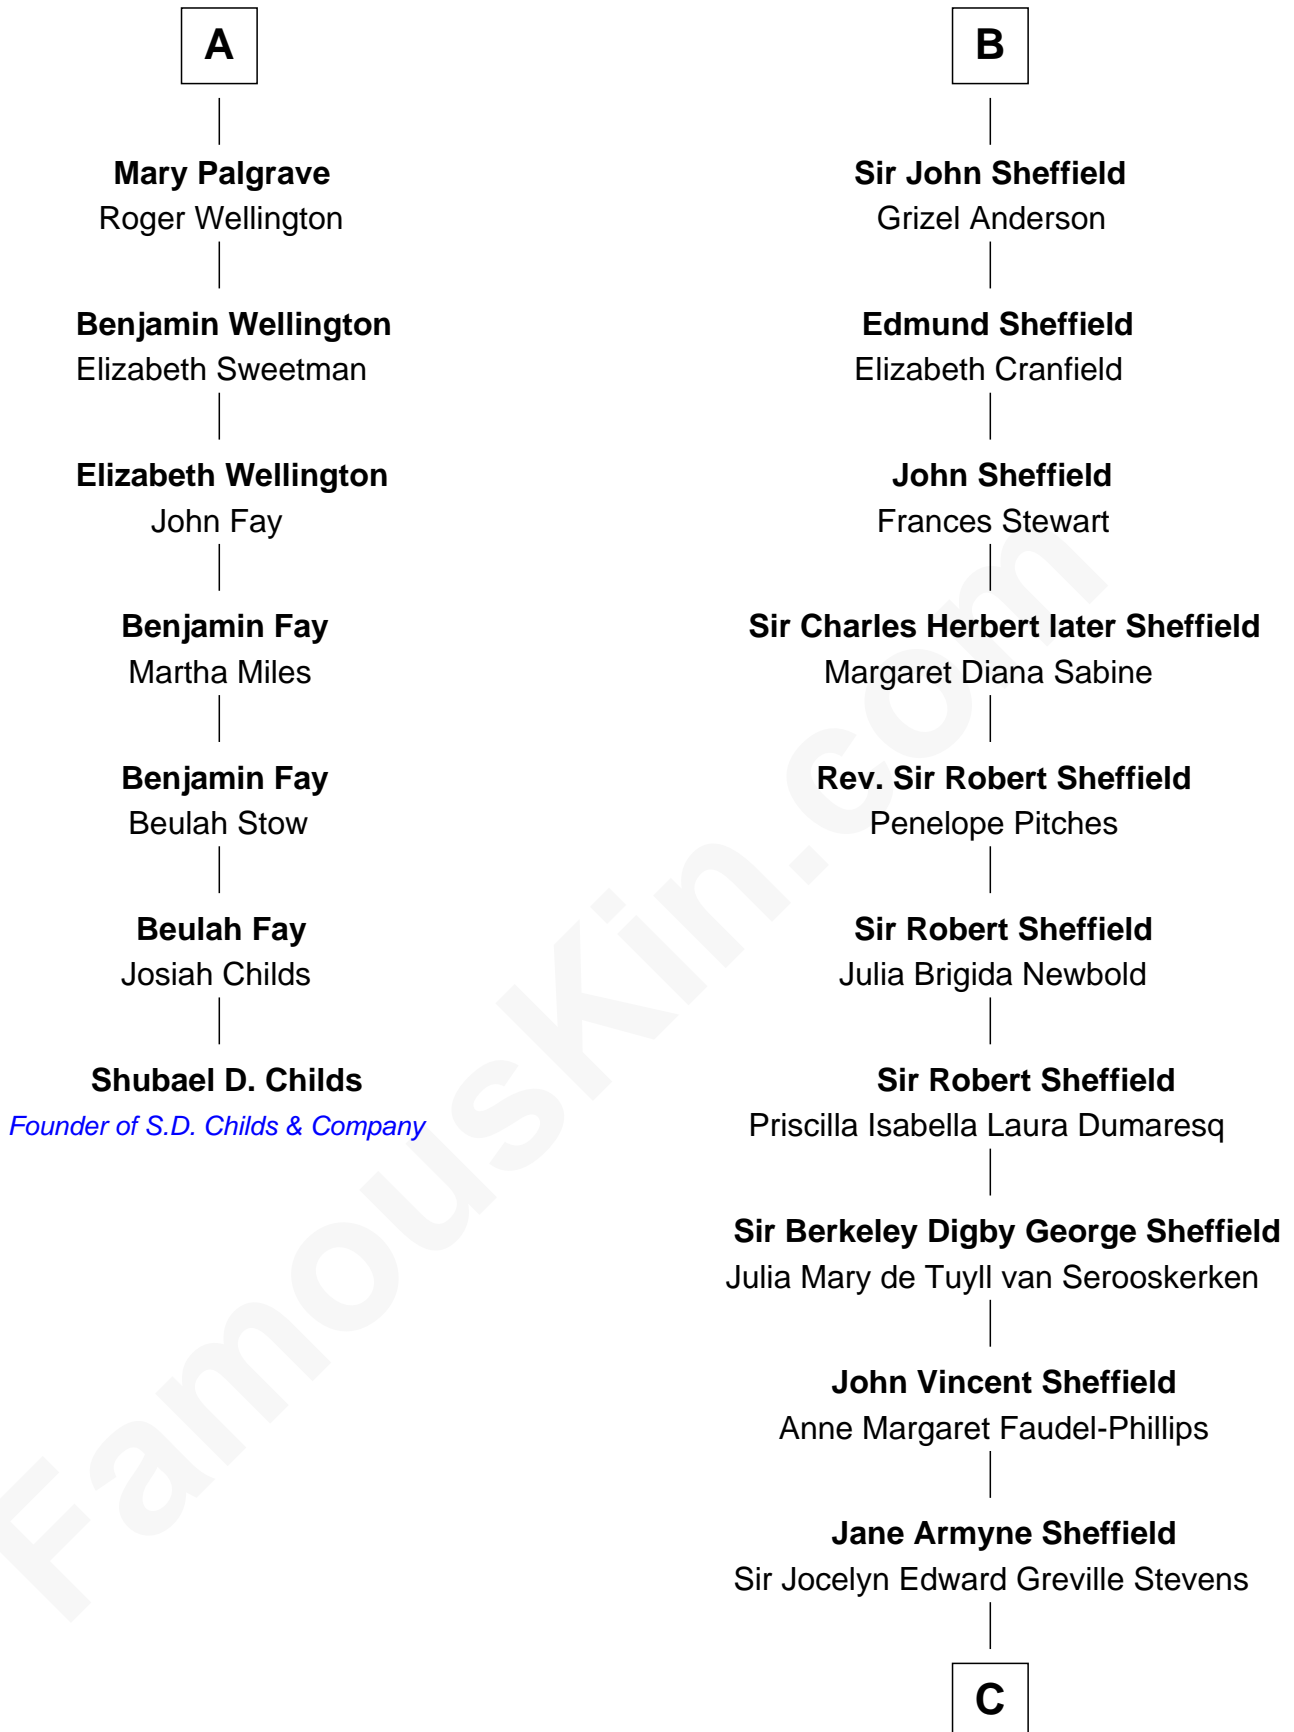 A
Mary Palgrave
Roger Wellington
Benjamin Wellington
Elizabeth Sweetman
Elizabeth Wellington
John Fay
Benjamin Fay
Martha Miles
Benjamin Fay
Beulah Stow
Beulah Fay
Josiah Childs
Shubael D. Childs
Founder of S.D. Childs & Company
B
Sir John Sheffield
Grizel Anderson
Edmund Sheffield
Elizabeth Cranfield
John Sheffield
Frances Stewart
Sir Charles Herbert later Sheffield
Margaret Diana Sabine
Rev. Sir Robert Sheffield
Penelope Pitches
Sir Robert Sheffield
Julia Brigida Newbold
Sir Robert Sheffield
Priscilla Isabella Laura Dumaresq
Sir Berkeley Digby George Sheffield
Julia Mary de Tuyll van Serooskerken
John Vincent Sheffield
Anne Margaret Faudel-Phillips
Jane Armyne Sheffield
Sir Jocelyn Edward Greville Stevens
C
FamousKin.com